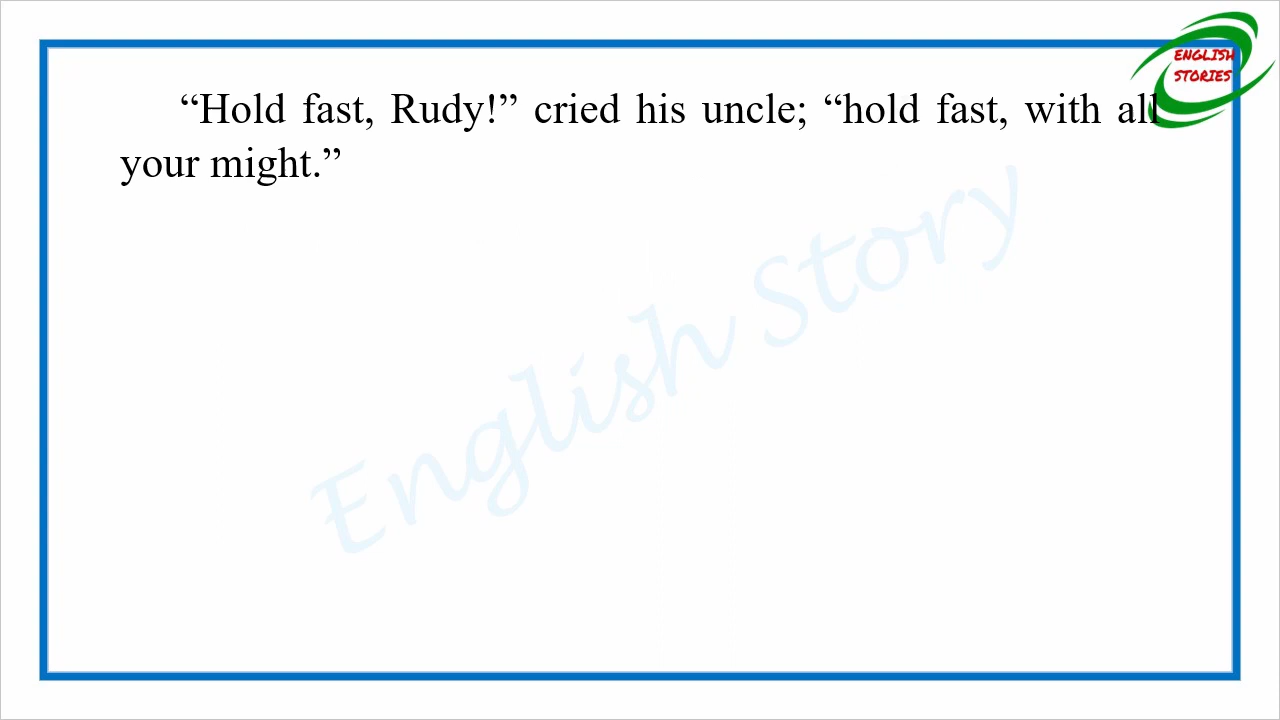 ENGLISH
STORIES
“Hold fast, Rudy!” cried his uncle; “hold fast, with all
your might.”
English Story